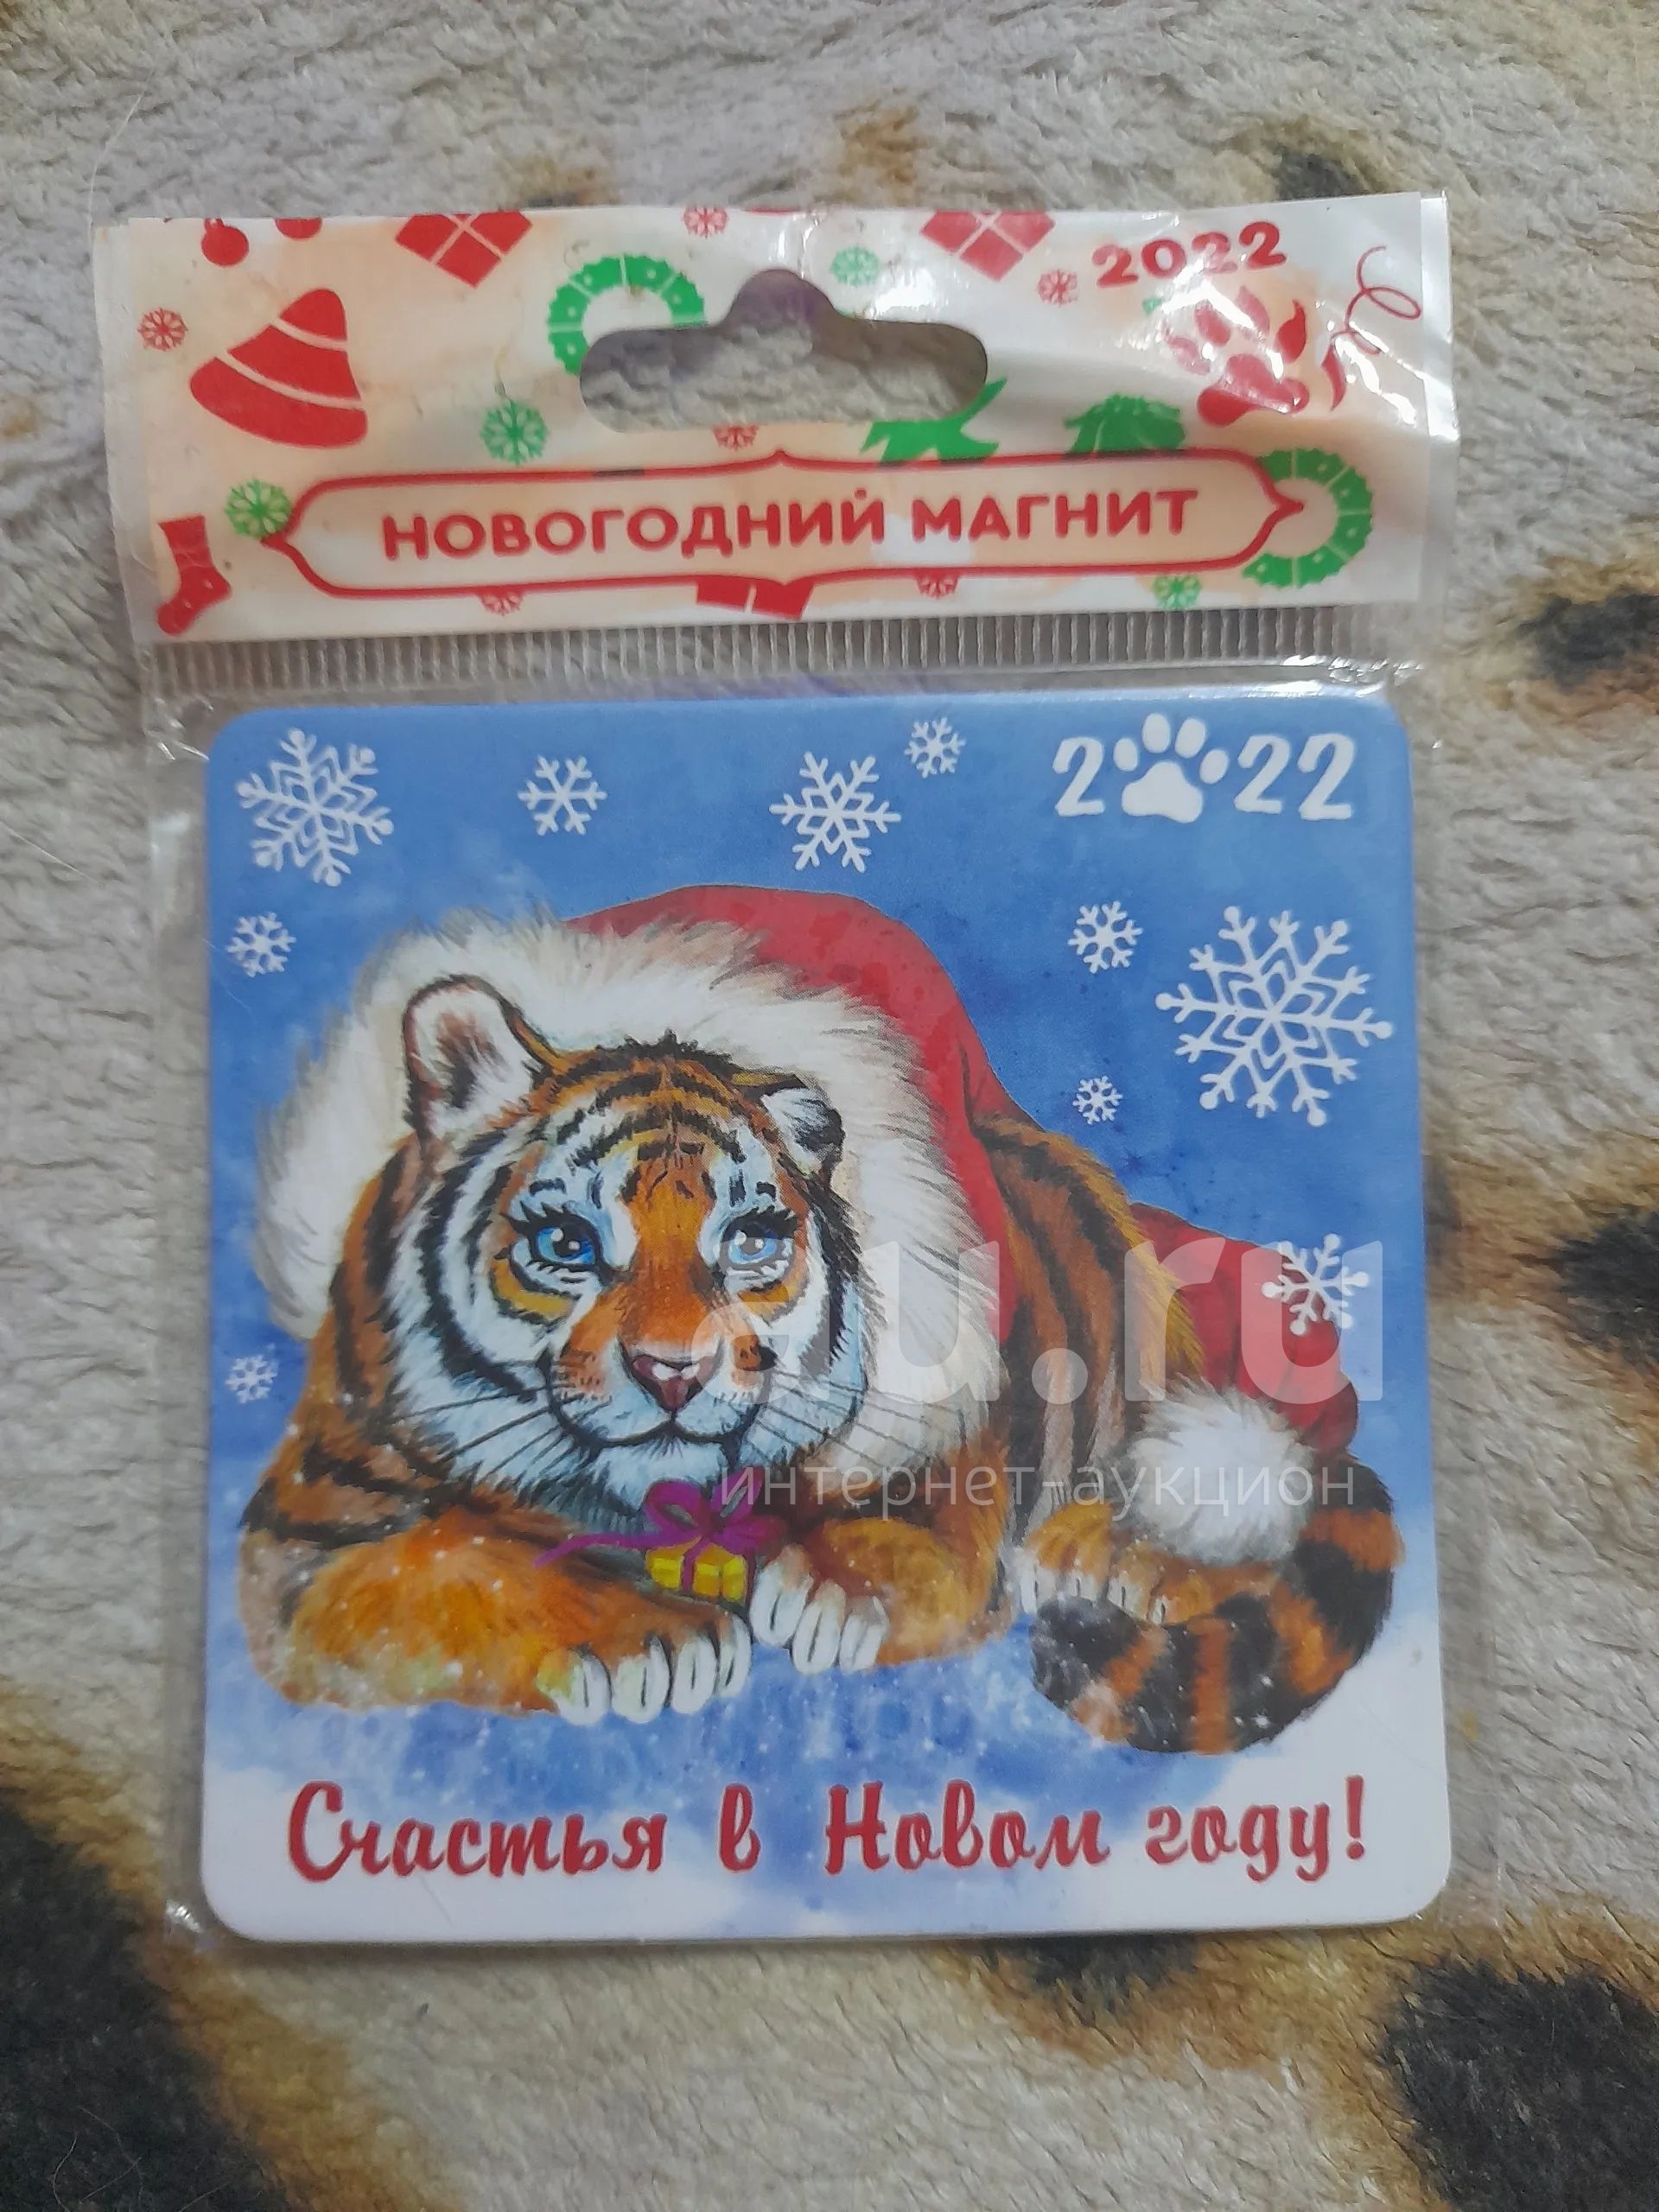 2022
НОВОГОДНИЙ МАГНИТ
2022
au.ru
интернет-аукцион
Счастья в Новом году!